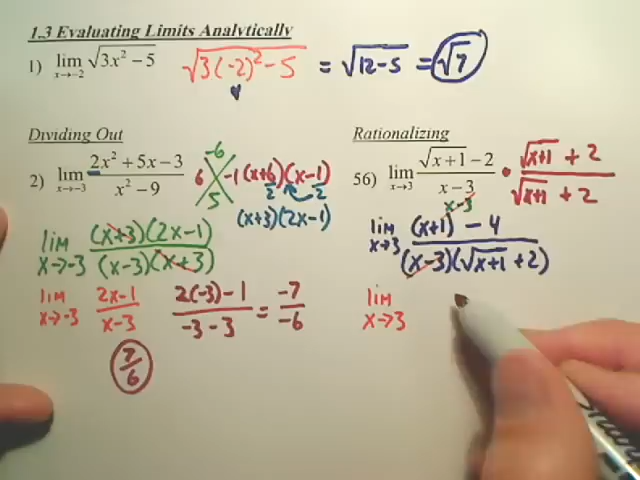 1.3 Evaluating Limits Analytically
1) lim x→-2 √(3x² − 5) √(3(-2)² − 5) = √(12-5) = √7
Dividing Out
2) lim x→-3 (2x² + 5x − 3)/(x² − 9) -6 6 -1 5 (x+6)/2 (x-1)/2
(x+3)(2x-1)
lim x→-3 (x+3)(2x-1)/(x-3)(x+3)
lim x→-3 (2x-1)/(x-3) (2(-3)-1)/(-3-3) = -7/-6
7/6
Rationalizing
56) lim x→3 (√(x+1) − 2)/(x − 3) • (√(x+1) + 2)/(√(x+1) + 2)
x-3
lim x→3 ((x+1) - 4)/((x-3)(√(x+1) + 2))
lim x→3